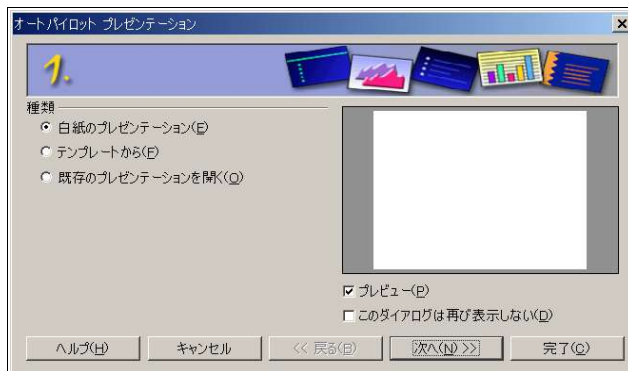 オートパイロット プレゼンテーション
1.
種類
白紙のプレゼンテーション(E)
テンプレートから(F)
既存のプレゼンテーションを開く(O)
プレビュー(P)
このダイアログは再び表示しない(D)
ヘルプ(H) キャンセル << 戻る(B) 次へ(N) >> 完了(C)